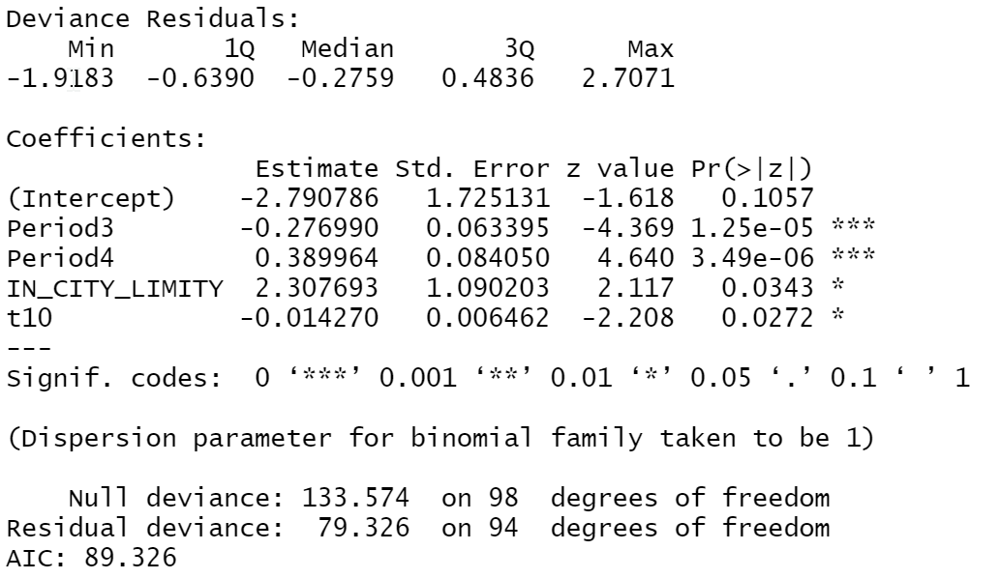 Deviance Residuals:
Min 1Q Median 3Q Max
-1.9183 -0.6390 -0.2759 0.4836 2.7071
Coefficients:
Estimate Std. Error z value Pr(>|z|)
(Intercept) -2.790786 1.725131 -1.618 0.1057
Period3 -0.276990 0.063395 -4.369 1.25e-05 ***
Period4 0.389964 0.084050 4.640 3.49e-06 ***
IN_CITY_LIMITY 2.307693 1.090203 2.117 0.0343 *
t10 -0.014270 0.006462 -2.208 0.0272 *
---
Signif. codes: 0 ‘***’ 0.001 ‘**’ 0.01 ‘*’ 0.05 ‘.’ 0.1 ‘ ’ 1
(Dispersion parameter for binomial family taken to be 1)
Null deviance: 133.574 on 98 degrees of freedom
Residual deviance: 79.326 on 94 degrees of freedom
AIC: 89.326